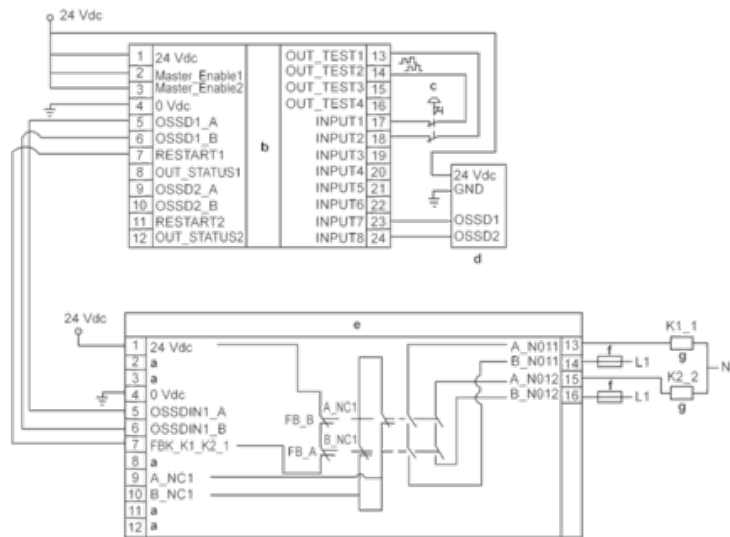 24 Vdc
1 24 Vdc
2 Master_Enable1
3 Master_Enable2
4 0 Vdc
5 OSSD1_A
6 OSSD1_B
7 RESTART1
8 OUT_STATUS1
9 OSSD2_A
10 OSSD2_B
11 RESTART2
12 OUT_STATUS2
b
OUT_TEST1 13
OUT_TEST2 14
OUT_TEST3 15
OUT_TEST4 16
INPUT1 17
INPUT2 18
INPUT3 19
INPUT4 20
INPUT5 21
INPUT6 22
INPUT7 23
INPUT8 24
c
24 Vdc
GND
OSSD1
OSSD2
d
24 Vdc
e
1 24 Vdc
2 a
3 a
4 0 Vdc
5 OSSDIN1_A
6 OSSDIN1_B
7 FBK_K1_K2_1
8 a
9 A_NC1
10 B_NC1
11 a
12 a
A_NC1
FB_B
B_NC1
FB_A
A_N011 13
B_N011 14
A_N012 15
B_N012 16
K1_1
g
f
L1
K2_2
g
f
L1
N